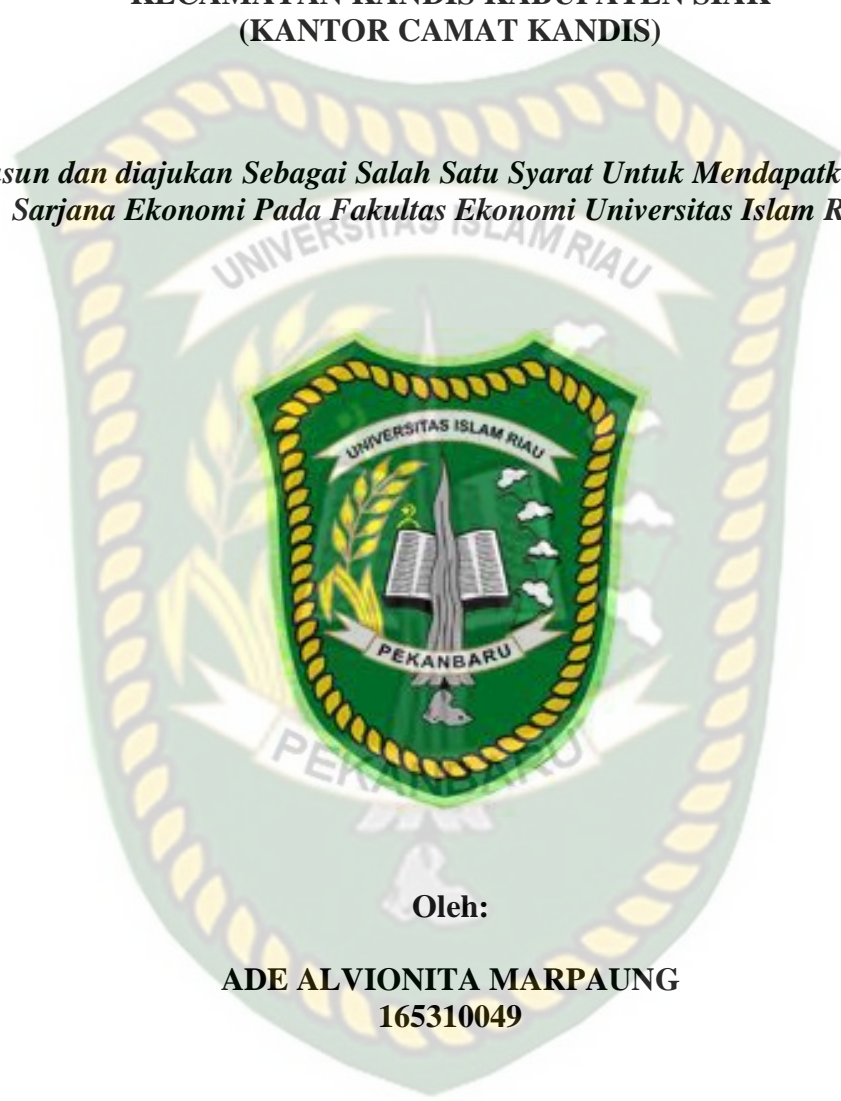 KECAMATAN KANDIS KABUPATEN SIAK
(KANTOR CAMAT KANDIS)
usun dan diajukan Sebagai Salah Satu Syarat Untuk Mendapatk
Sarjana Ekonomi Pada Fakultas Ekonomi Universitas Islam R
UNIVERSITAS ISLAM RIAU
UNIVERSITAS ISLAM RIAU
PEKANBARU
PEKANBARU
Oleh:
ADE ALVIONITA MARPAUNG
165310049